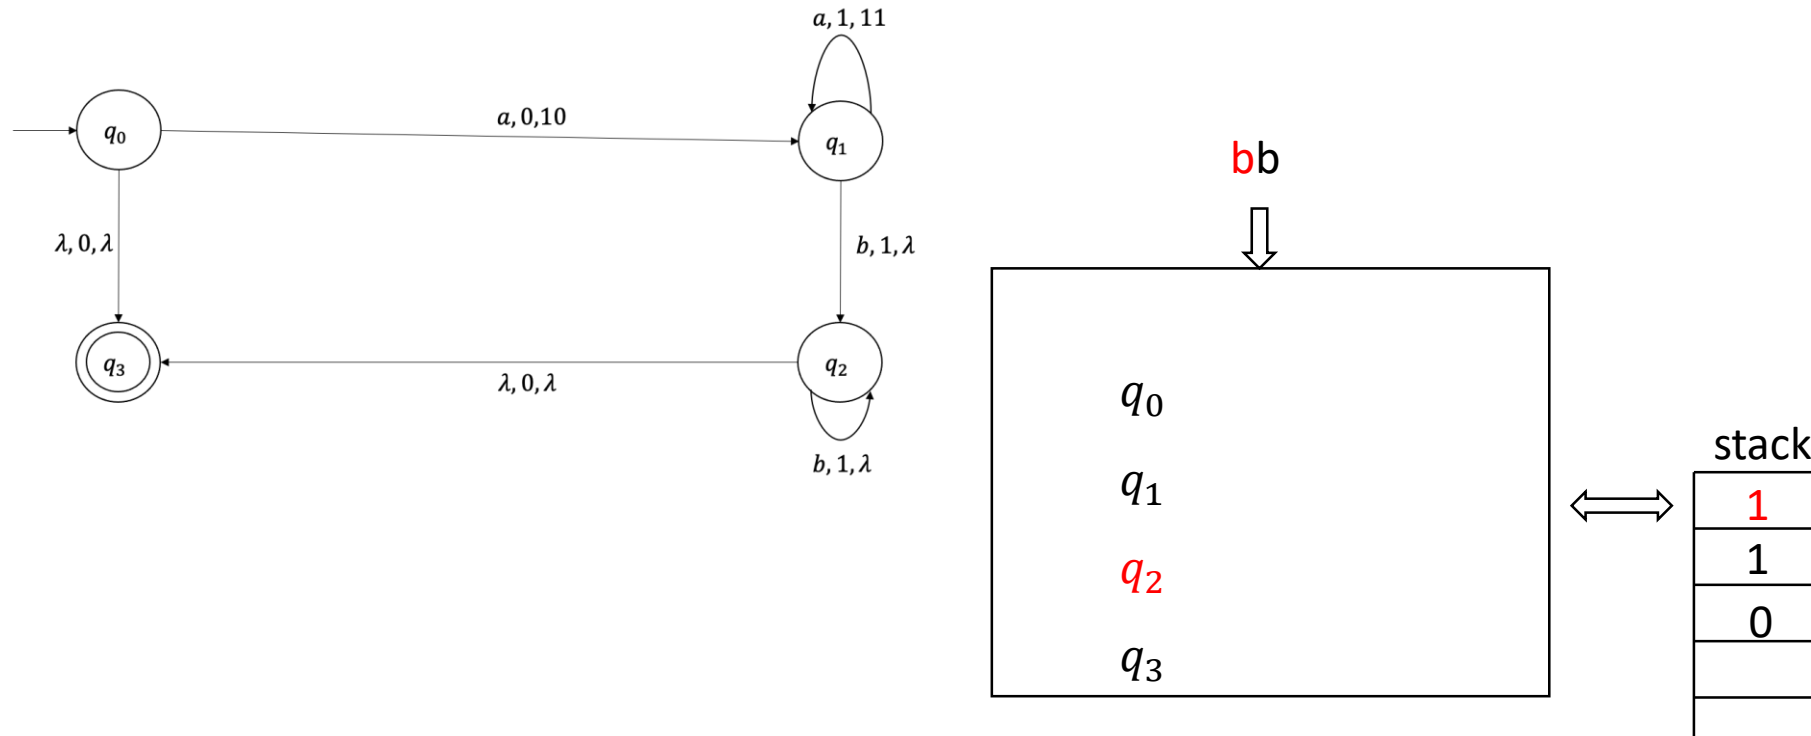 a, 1, 11
a, 0,10
q₀
q₁
λ, 0, λ
b, 1, λ
q₃
q₂
λ, 0, λ
b, 1, λ
bb
q₀
q₁
q₂
q₃
stack
1
1
0